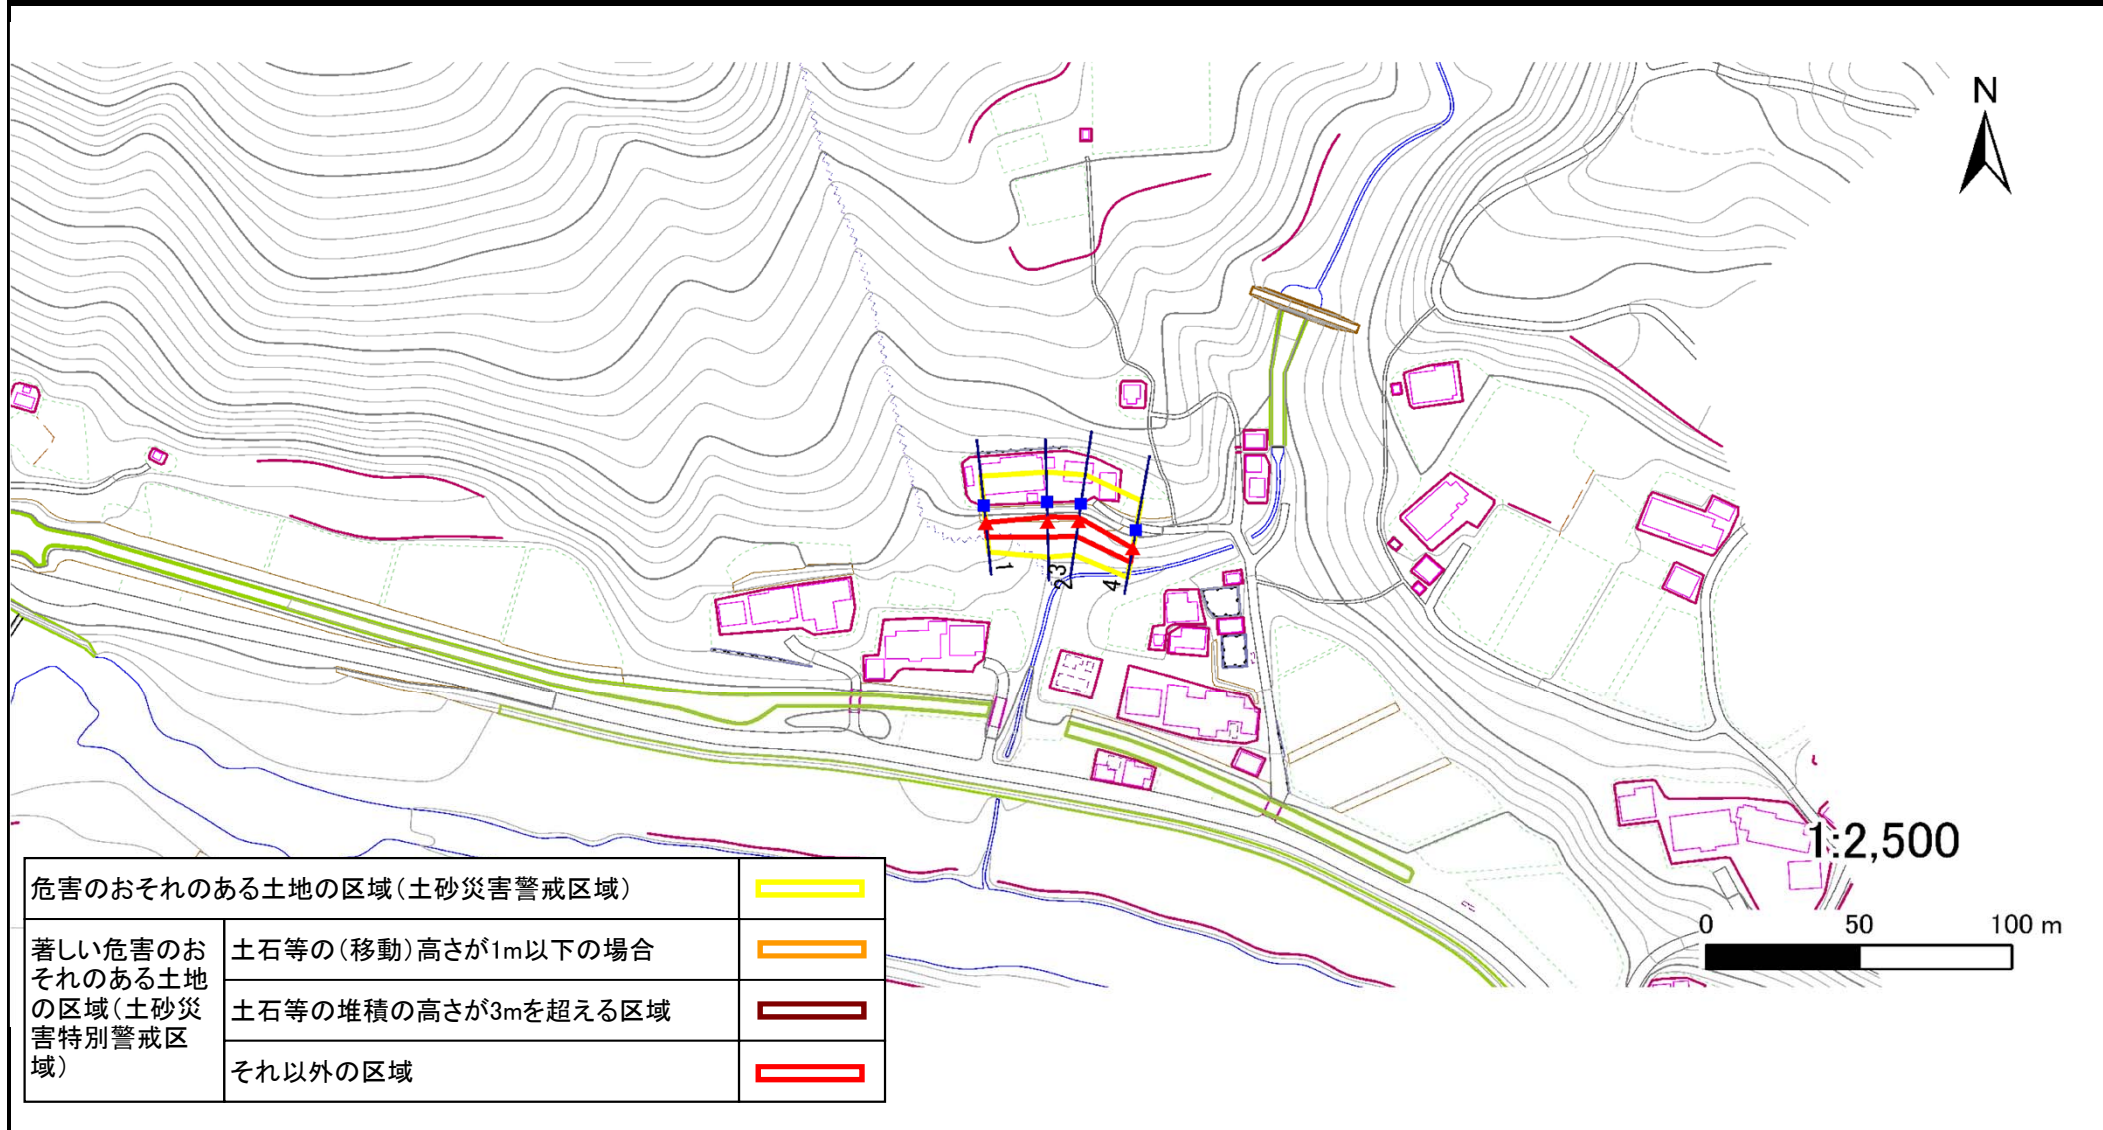 N
1
2
3
4
1:2,500
0 50 100 m
危害のおそれのある土地の区域(土砂災害警戒区域)
著しい危害のお
それのある土地
の区域(土砂災
害特別警戒区
域)
土石等の(移動)高さが1m以下の場合
土石等の堆積の高さが3mを超える区域
それ以外の区域